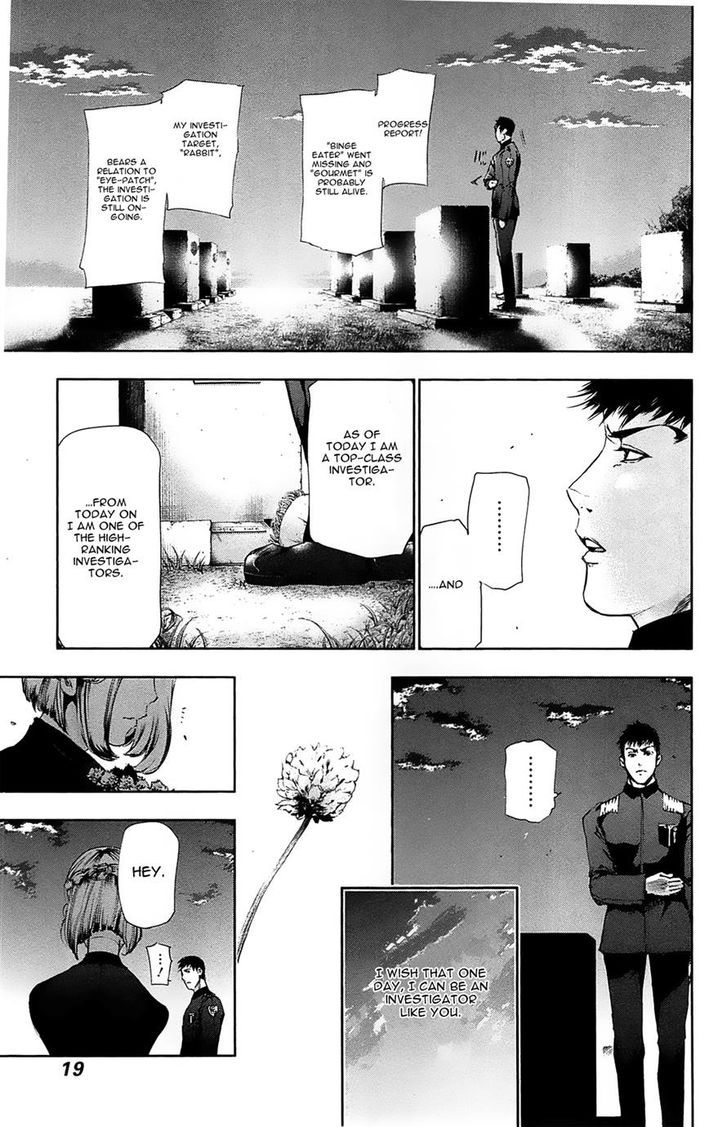 PROGRESS
REPORT!
"BINGE
EATER" WENT
MISSING AND
"GOURMET" IS
PROBABLY
STILL ALIVE.
MY INVESTI-
GATION
TARGET,
"RABBIT",
BEARS A
RELATION TO
"EYE-PATCH",
THE INVESTI-
GATION IS
STILL ON-
GOING.
........
....AND
AS OF
TODAY I AM
A TOP-CLASS
INVESTIGA-
TOR.
...FROM
TODAY ON
I AM ONE OF
THE HIGH-
RANKING
INVESTIGA-
TORS.
........
I WISH THAT ONE
DAY, I CAN BE AN
INVESTIGATOR
LIKE YOU.
HEY.
...!
19